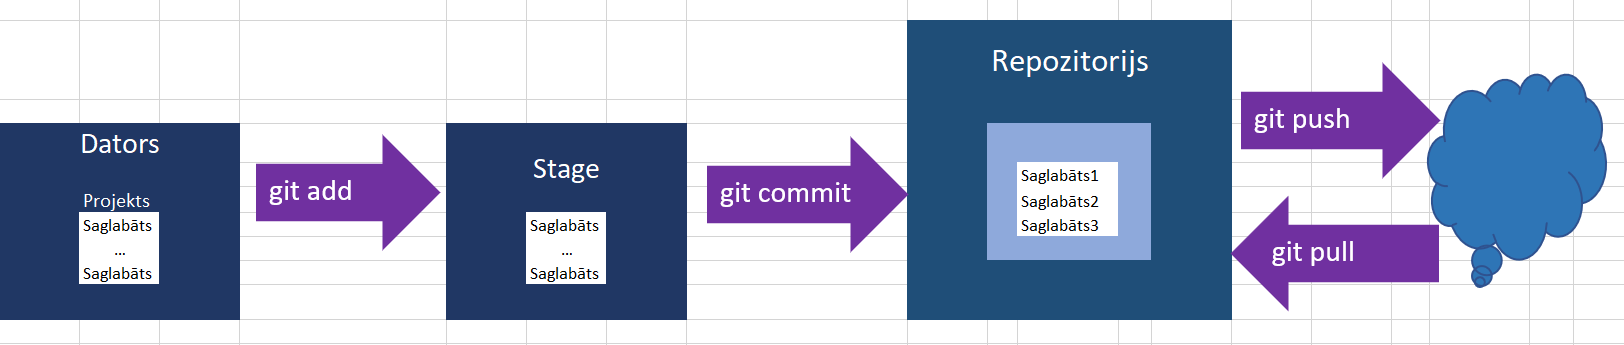 Dators
Projekts
Saglabāts
...
Saglabāts
git add
Stage
Saglabāts
...
Saglabāts
git commit
Repozitorijs
Saglabāts1
Saglabāts2
Saglabāts3
git push
git pull